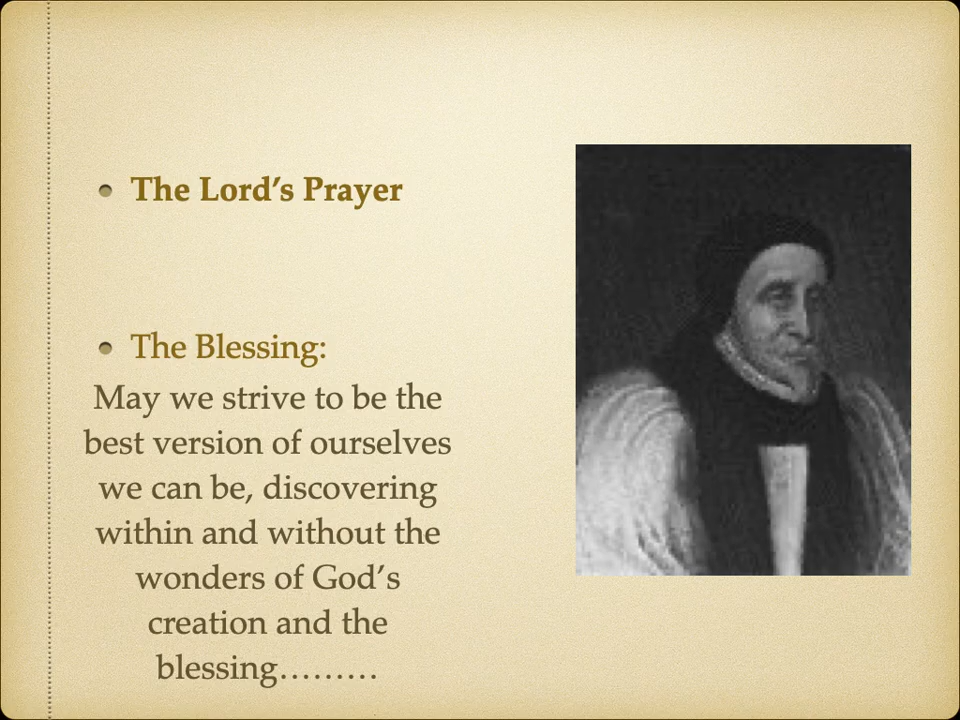 The Lord’s Prayer
The Blessing:
May we strive to be the
best version of ourselves
we can be, discovering
within and without the
wonders of God’s
creation and the
blessing………